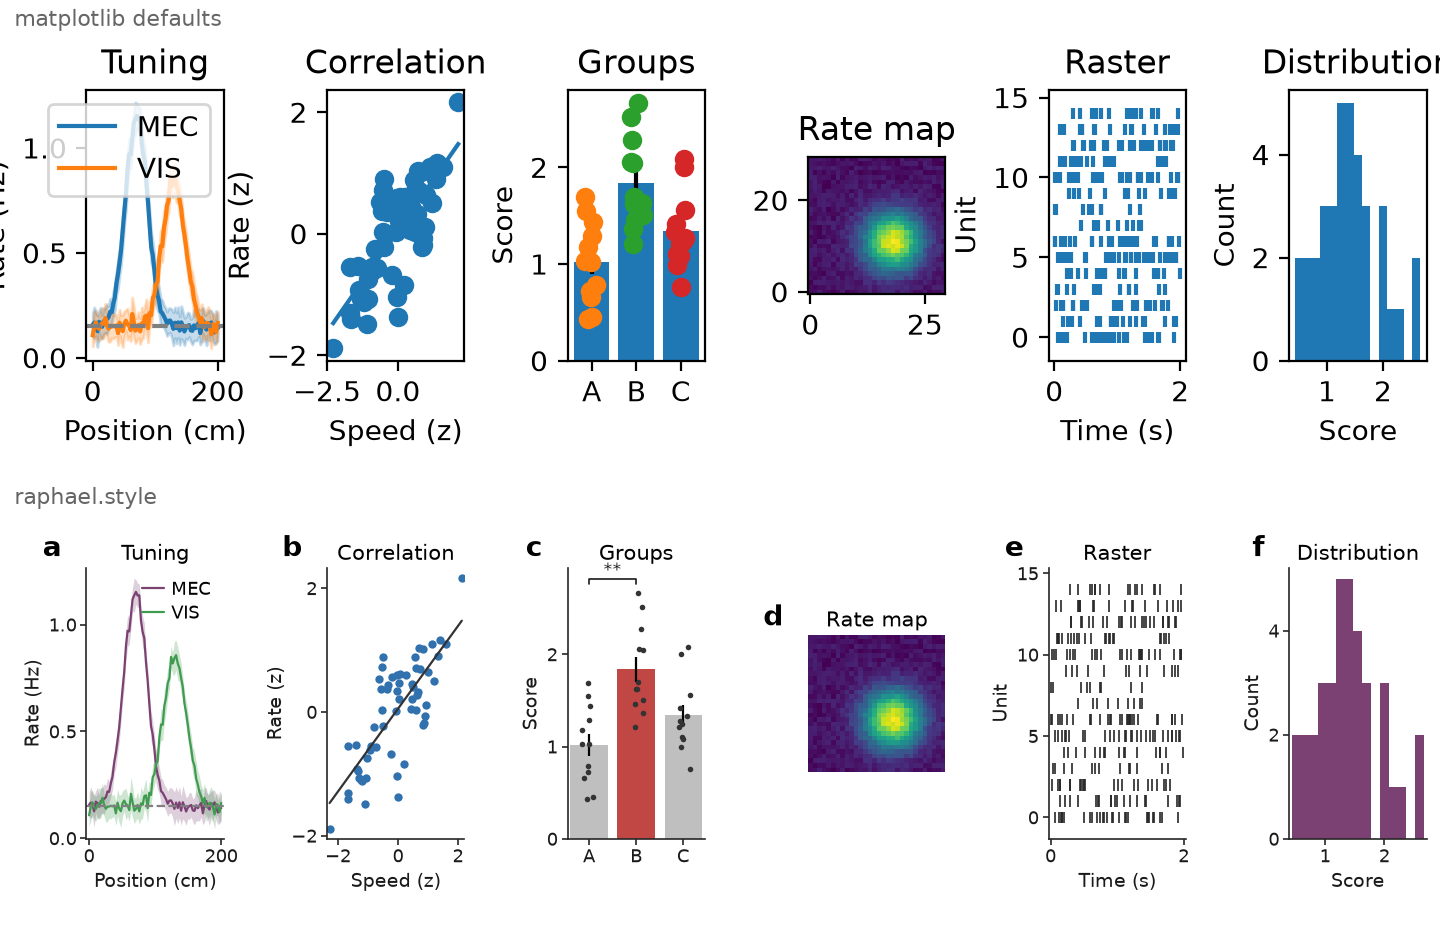 matplotlib defaults
Tuning
Correlation
Groups
Rate map
Raster
Distribution
MEC
VIS
1.0
0.5
0.0
Rate (Hz)
0
200
Position (cm)
2
0
−2
Rate (z)
−2.5
0.0
Speed (z)
2
1
0
Score
A
B
C
20
0
0
25
15
10
5
0
Unit
0
2
Time (s)
4
2
0
Count
1
2
Score
raphael.style
a
Tuning
MEC
VIS
1.0
0.5
0.0
Rate (Hz)
0
200
Position (cm)
b
Correlation
2
0
−2
Rate (z)
−2
0
2
Speed (z)
c
Groups
**
2
1
0
Score
A
B
C
d
Rate map
e
Raster
15
10
5
0
Unit
0
2
Time (s)
f
Distribution
4
2
0
Count
1
2
Score